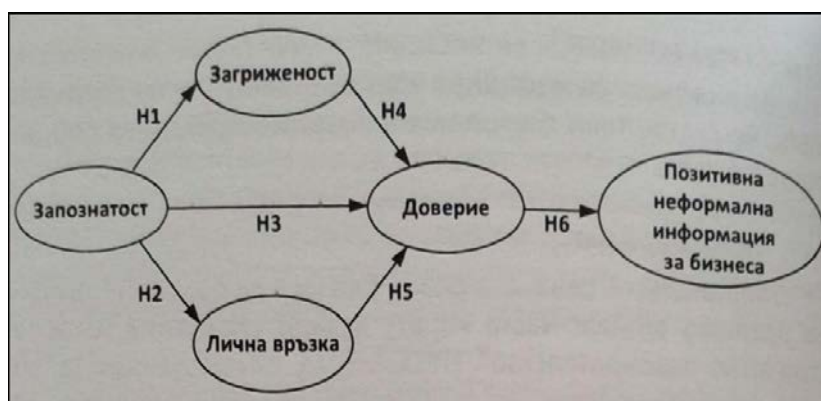 Загриженост
H1
H4
Запознатост
H3
Доверие
H6
Позитивна
неформална
информация
за бизнеса
H2
H5
Лична връзка